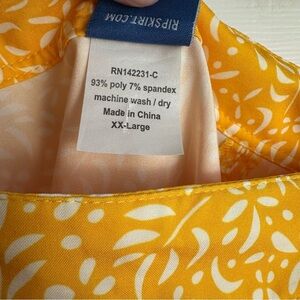 RIPSKIRT.COM
RN142231-C
93% poly 7% spandex
machine wash / dry
Made in China
XX-Large